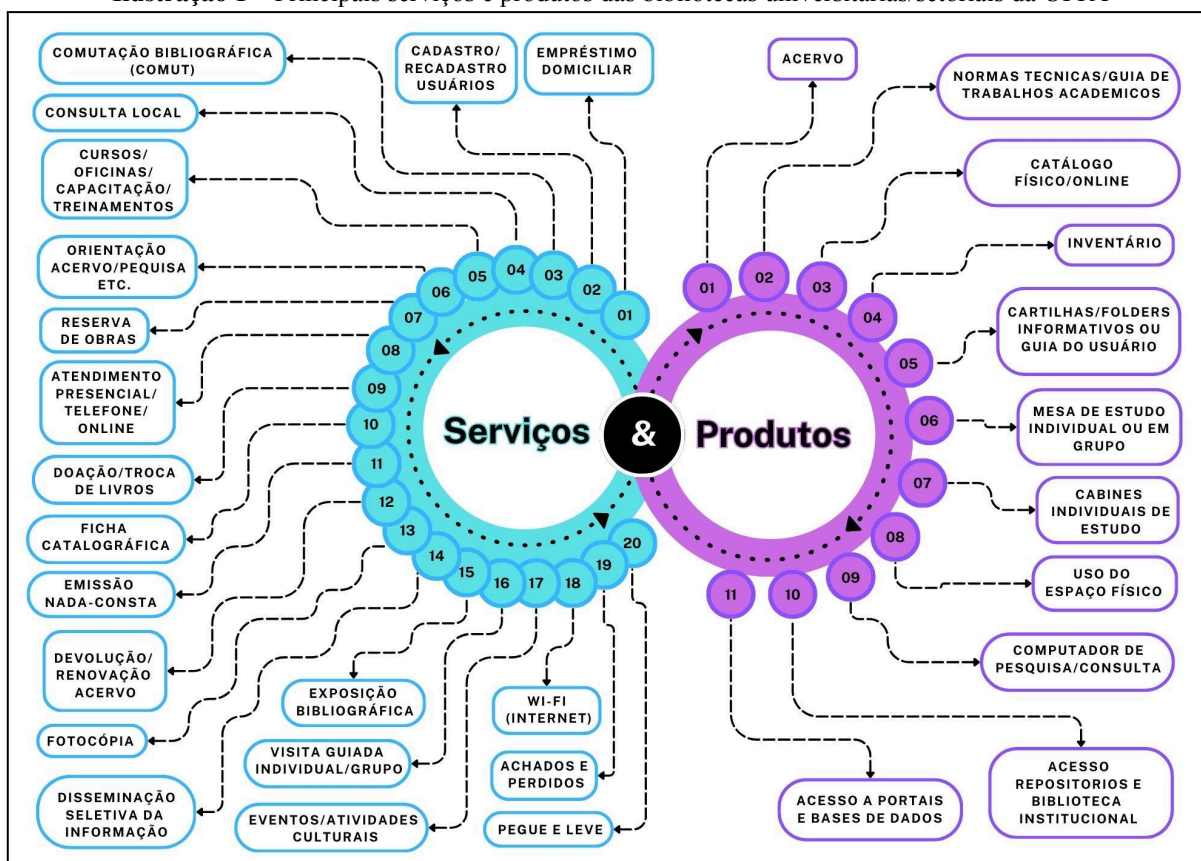 COMUTAÇÃO BIBLIOGRÁFICA
(COMUT)
CADASTRO/
RECADASTRO
USUÁRIOS
EMPRÉSTIMO
DOMICILIAR
CONSULTA LOCAL
CURSOS/
OFICINAS/
CAPACITAÇÃO/
TREINAMENTOS
ORIENTAÇÃO
ACERVO/PEQUISA
ETC.
RESERVA
DE OBRAS
ATENDIMENTO
PRESENCIAL/
TELEFONE/
ONLINE
DOAÇÃO/TROCA
DE LIVROS
FICHA
CATALOGRÁFICA
EMISSÃO
NADA-CONSTA
DEVOLUÇÃO/
RENOVAÇÃO
ACERVO
FOTOCÓPIA
DISSEMINAÇÃO
SELETIVA DA
INFORMAÇÃO
EXPOSIÇÃO
BIBLIOGRÁFICA
VISITA GUIADA
INDIVIDUAL/GRUPO
EVENTOS/ATIVIDADES
CULTURAIS
WI-FI
(INTERNET)
ACHADOS E
PERDIDOS
PEGUE E LEVE
01
02
03
04
05
06
07
08
09
10
11
12
13
14
15
16
17
18
19
20
Serviços
&
Produtos
01
02
03
04
05
06
07
08
09
10
11
ACERVO
NORMAS TECNICAS/GUIA DE
TRABALHOS ACADEMICOS
CATÁLOGO
FÍSICO/ONLINE
INVENTÁRIO
CARTILHAS/FOLDERS
INFORMATIVOS OU
GUIA DO USUÁRIO
MESA DE ESTUDO
INDIVIDUAL OU EM
GRUPO
CABINES
INDIVIDUAIS DE
ESTUDO
USO DO
ESPAÇO FÍSICO
COMPUTADOR DE
PESQUISA/CONSULTA
ACESSO
REPOSITORIOS E
BIBLIOTECA
INSTITUCIONAL
ACESSO A PORTAIS
E BASES DE DADOS